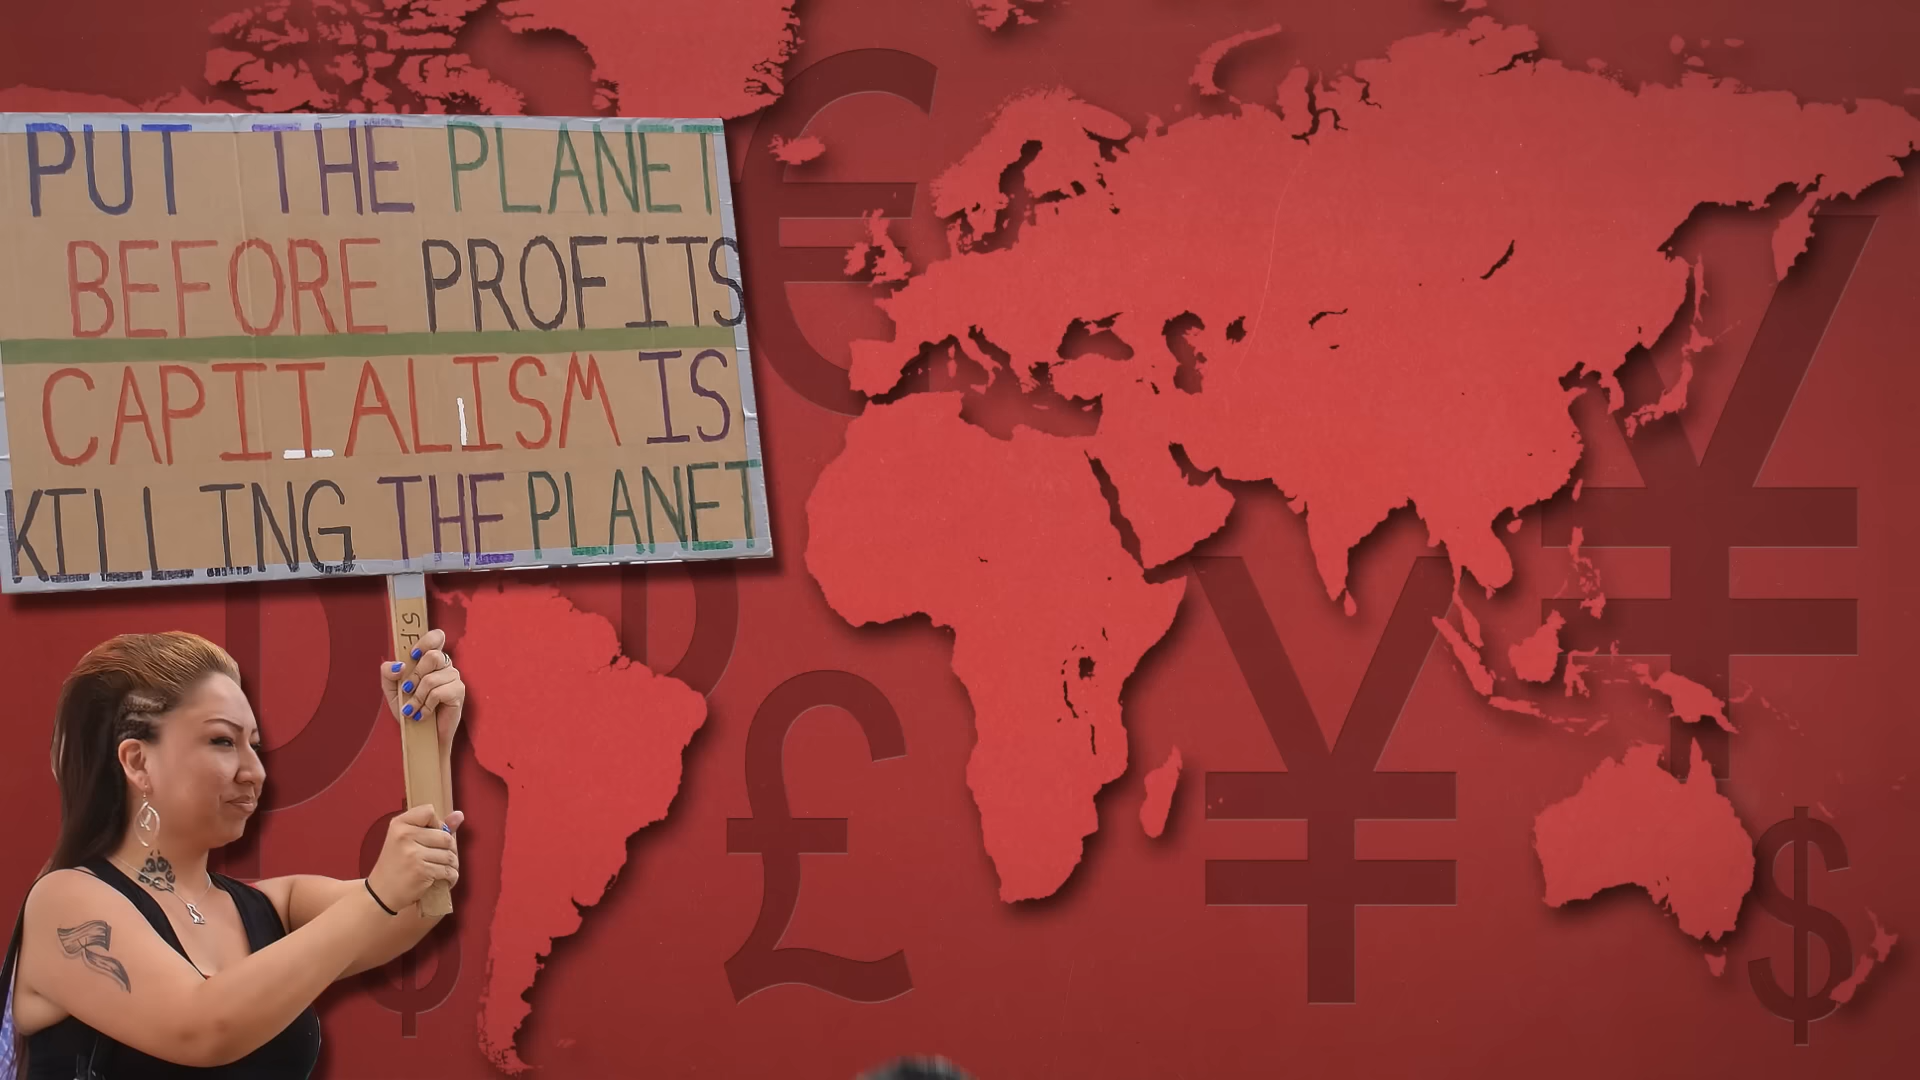 PUT THE PLANET
BEFORE PROFITS
CAPITALISM IS
KILLING THE PLANET
€
£
¥
¥
$